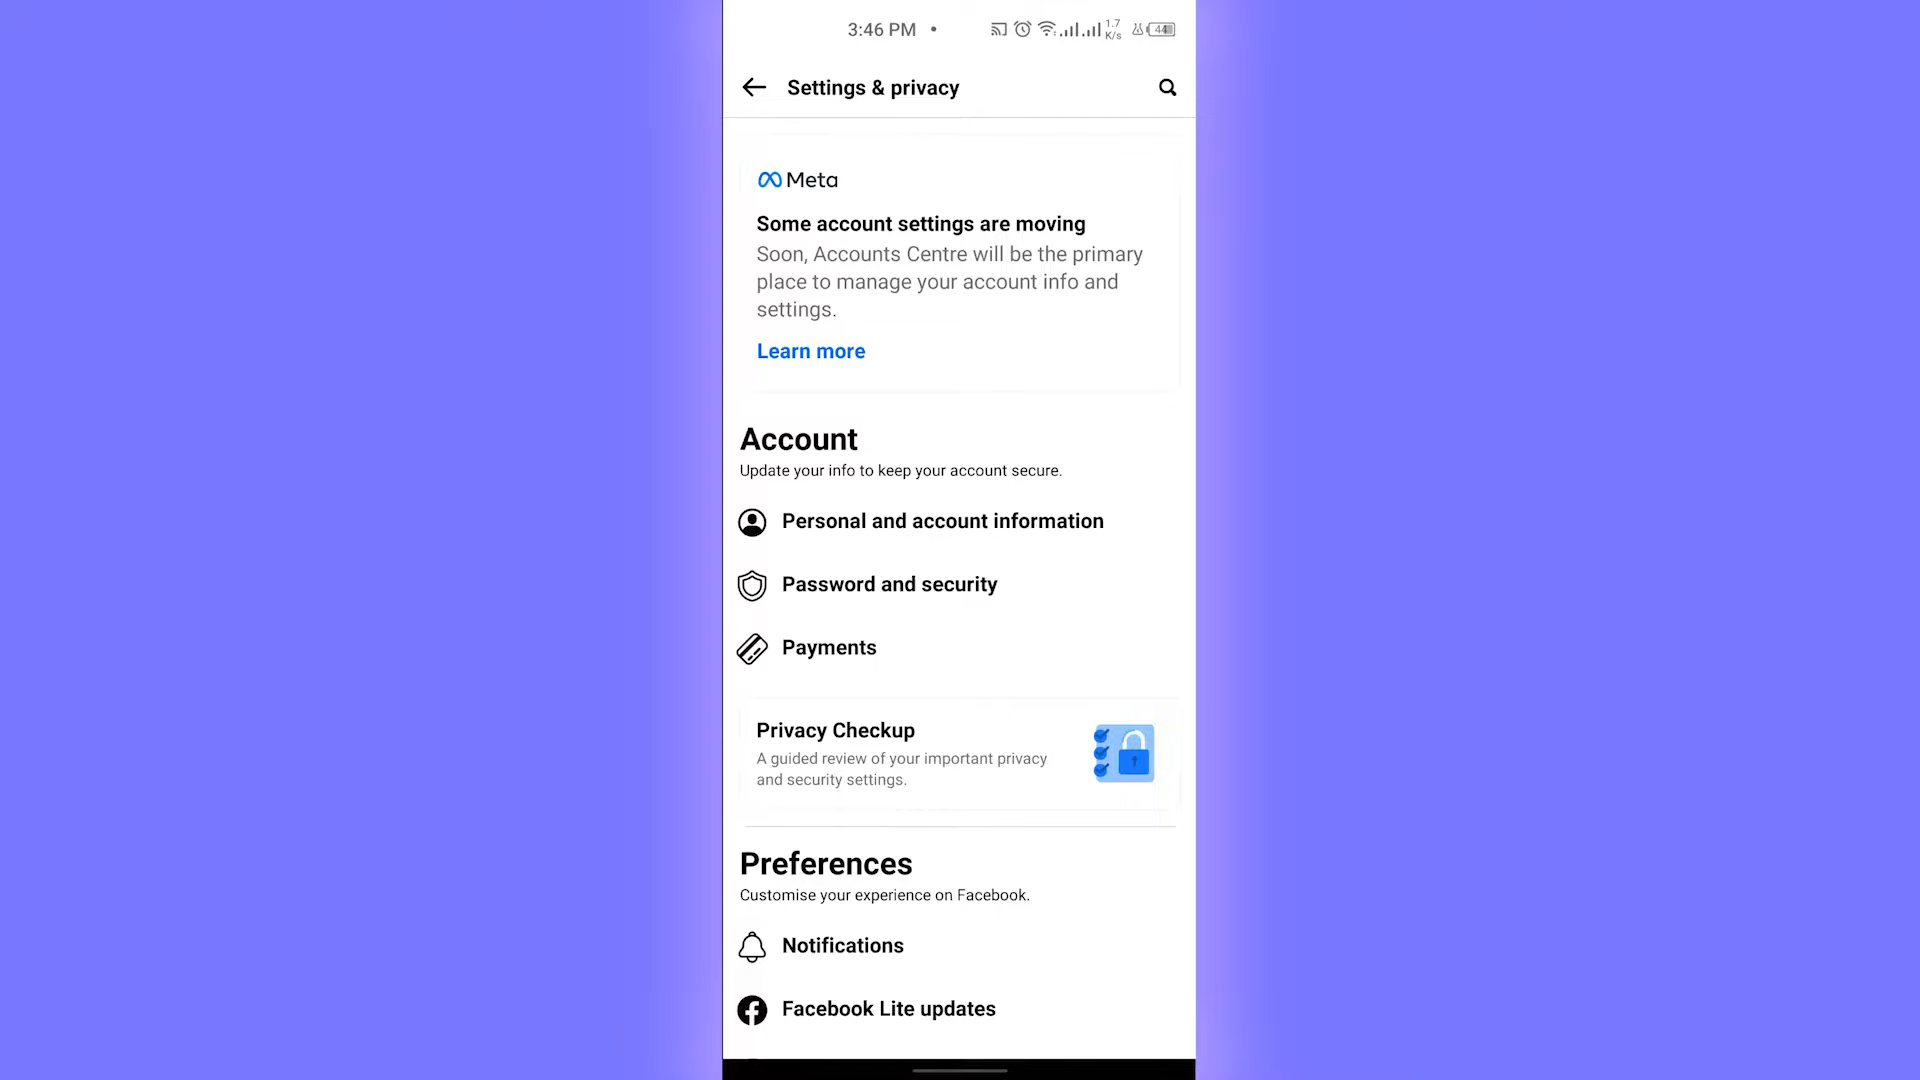 3:46 PM
1.7
K/s
44
Settings & privacy
Meta
Some account settings are moving
Soon, Accounts Centre will be the primary
place to manage your account info and
settings.
Learn more
Account
Update your info to keep your account secure.
Personal and account information
Password and security
Payments
Privacy Checkup
A guided review of your important privacy
and security settings.
Preferences
Customise your experience on Facebook.
Notifications
Facebook Lite updates